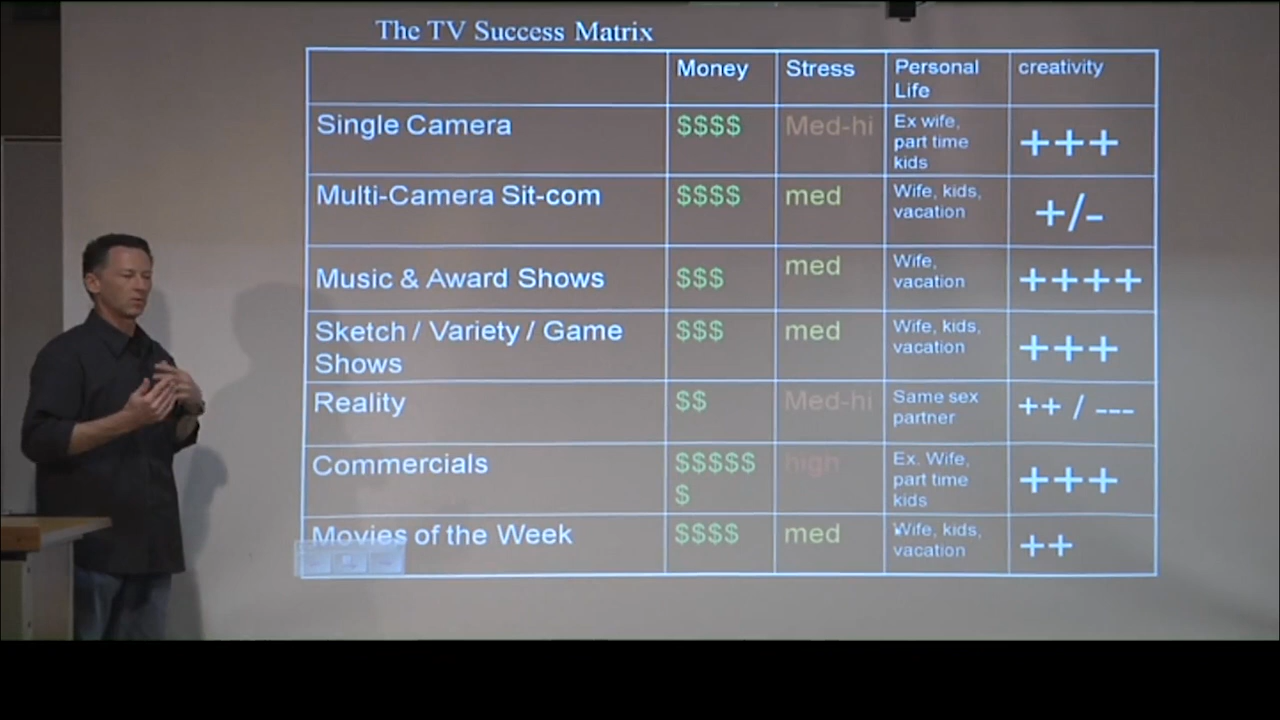 The TV Success Matrix
Money Stress Personal Life creativity
Single Camera $$$$ Med-hi Ex wife, part time kids +++
Multi-Camera Sit-com $$$$ med Wife, kids, vacation +/-
Music & Award Shows $$$ med Wife, vacation ++++
Sketch / Variety / Game Shows $$$ med Wife, kids, vacation +++
Reality $$ Med-hi Same sex partner ++ / ---
Commercials $$$$$$ high Ex. Wife, part time kids +++
Movies of the Week $$$$ med Wife, kids, vacation ++